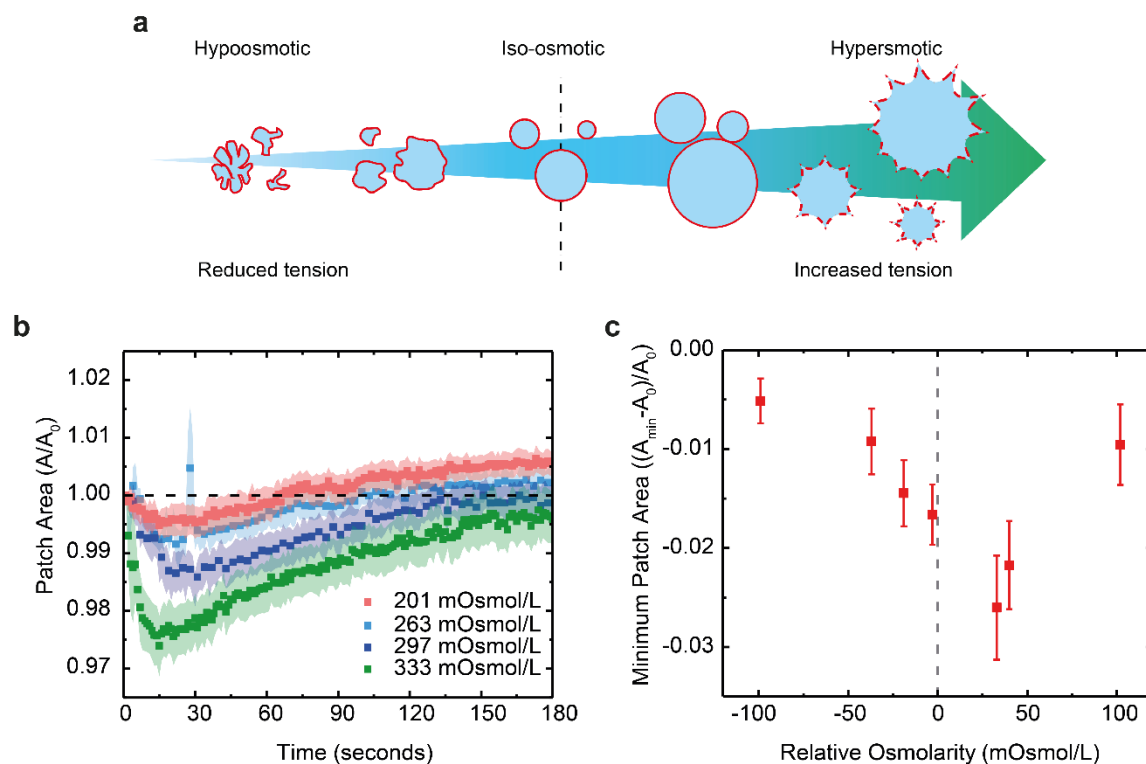 a
Hypoosmotic
Iso-osmotic
Hypersmotic
Reduced tension
Increased tension
b
Patch Area (A/A₀)
1.02
1.01
1.00
0.99
0.98
0.97
201 mOsmol/L
263 mOsmol/L
297 mOsmol/L
333 mOsmol/L
0 30 60 90 120 150 180
Time (seconds)
c
Minimum Patch Area ((Aₘᵢₙ-A₀)/A₀)
0.00
-0.01
-0.02
-0.03
-100 -50 0 50 100
Relative Osmolarity (mOsmol/L)